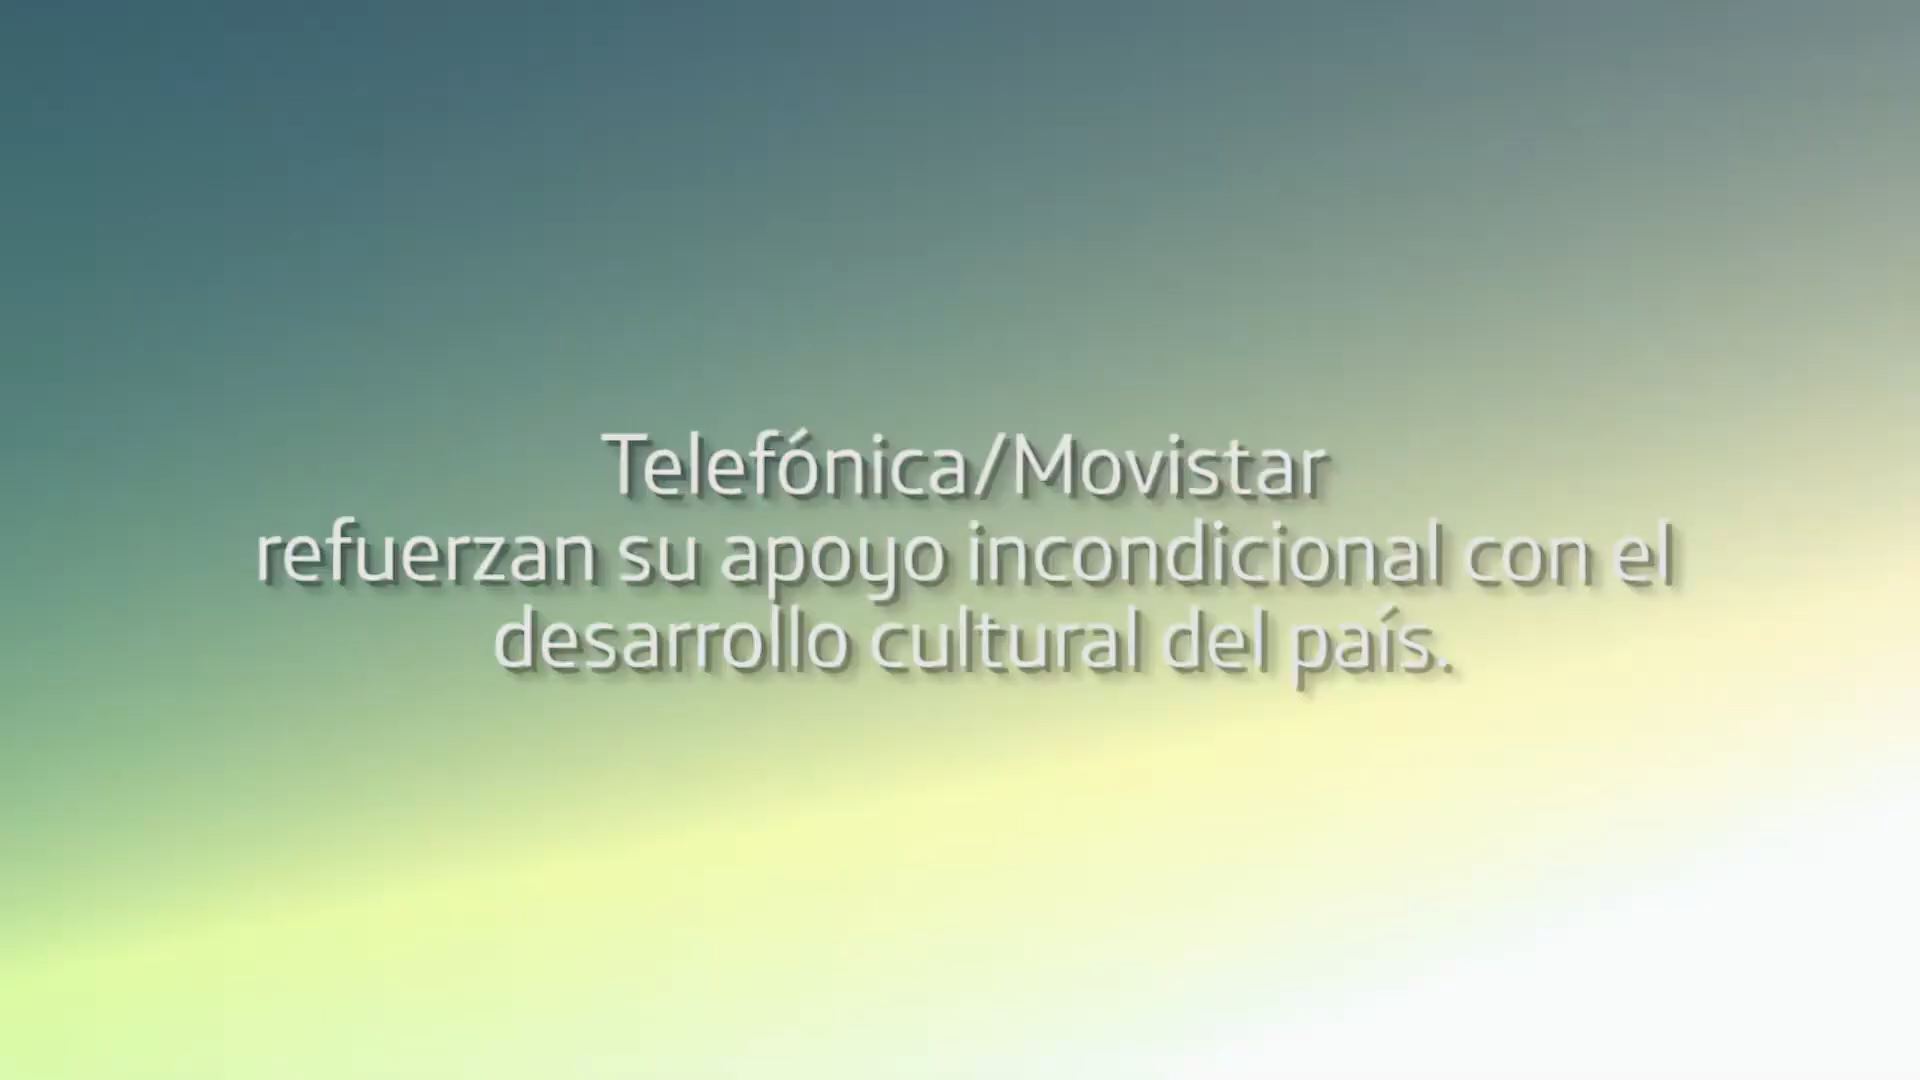 Telefónica/Movistar
refuerzan su apoyo incondicional con el
desarrollo cultural del país.